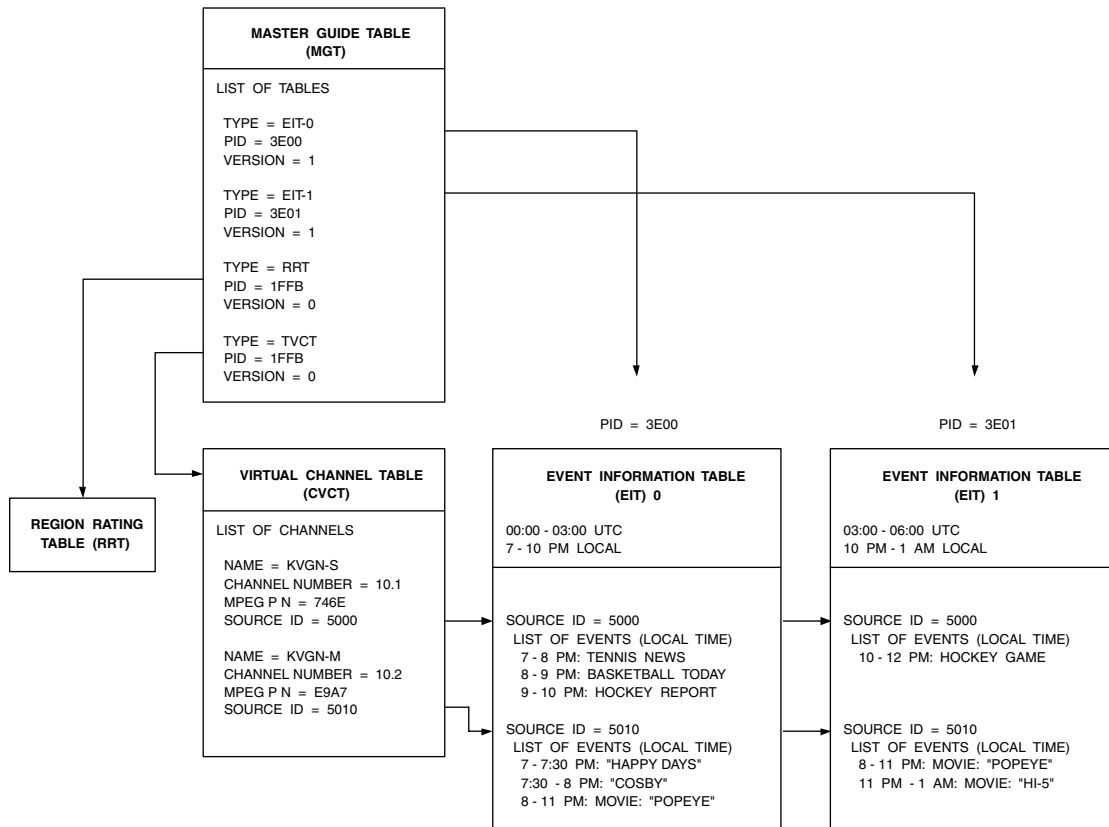 MASTER GUIDE TABLE
(MGT)
LIST OF TABLES
TYPE = EIT-0
PID = 3E00
VERSION = 1
TYPE = EIT-1
PID = 3E01
VERSION = 1
TYPE = RRT
PID = 1FFB
VERSION = 0
TYPE = TVCT
PID = 1FFB
VERSION = 0
REGION RATING
TABLE (RRT)
VIRTUAL CHANNEL TABLE
(CVCT)
LIST OF CHANNELS
NAME = KVGN-S
CHANNEL NUMBER = 10.1
MPEG P N = 746E
SOURCE ID = 5000
NAME = KVGN-M
CHANNEL NUMBER = 10.2
MPEG P N = E9A7
SOURCE ID = 5010
PID = 3E00
EVENT INFORMATION TABLE
(EIT) 0
00:00 - 03:00 UTC
7 - 10 PM LOCAL
SOURCE ID = 5000
LIST OF EVENTS (LOCAL TIME)
7 - 8 PM: TENNIS NEWS
8 - 9 PM: BASKETBALL TODAY
9 - 10 PM: HOCKEY REPORT
SOURCE ID = 5010
LIST OF EVENTS (LOCAL TIME)
7 - 7:30 PM: "HAPPY DAYS"
7:30 - 8 PM: "COSBY"
8 - 11 PM: MOVIE: "POPEYE"
PID = 3E01
EVENT INFORMATION TABLE
(EIT) 1
03:00 - 06:00 UTC
10 PM - 1 AM LOCAL
SOURCE ID = 5000
LIST OF EVENTS (LOCAL TIME)
10 - 12 PM: HOCKEY GAME
SOURCE ID = 5010
LIST OF EVENTS (LOCAL TIME)
8 - 11 PM: MOVIE: "POPEYE"
11 PM - 1 AM: MOVIE: "HI-5"